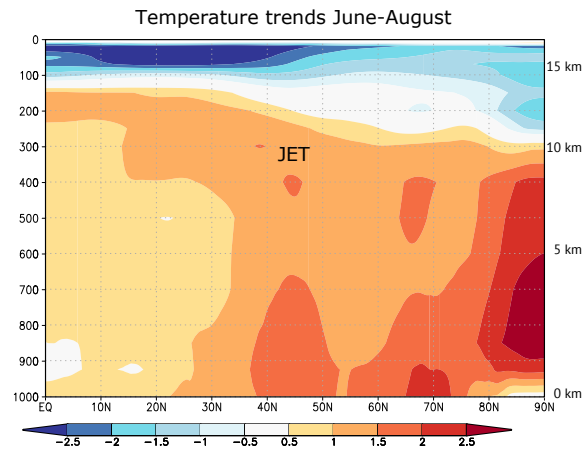 Temperature trends June-August
0
100
200
300
400
500
600
700
800
900
1000
15 km
10 km
5 km
0 km
JET
EQ 10N 20N 30N 40N 50N 60N 70N 80N 90N
-2.5 -2 -1.5 -1 -0.5 0.5 1 1.5 2 2.5